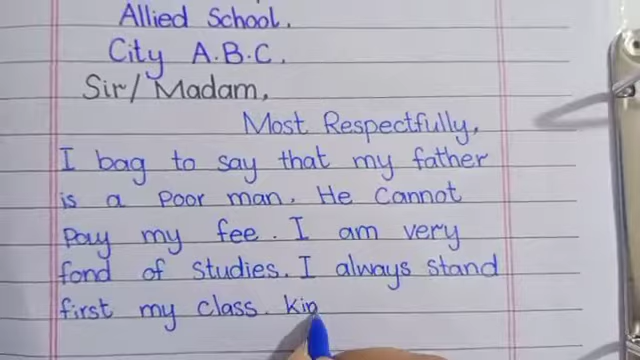 Allied School.
City A.B.C.
Sir/Madam,
Most Respectfully,
I bag to say that my father
is a poor man. He cannot
pay my fee. I am very
fond of studies. I always stand
first my class. kin